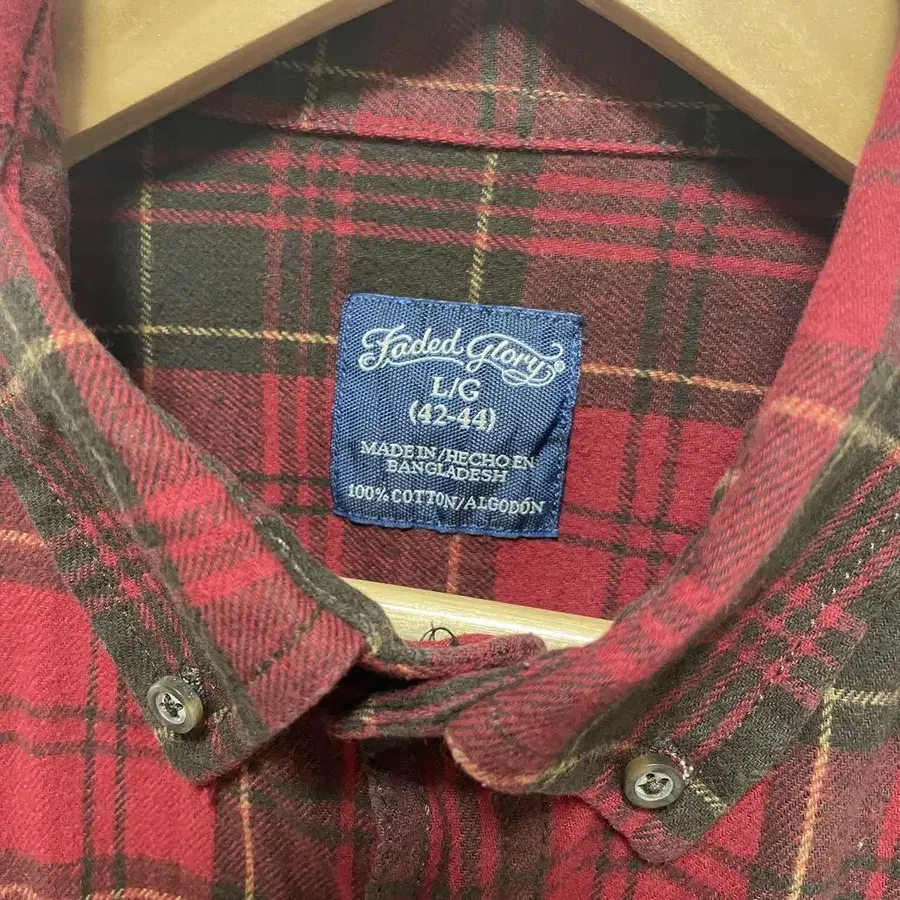 Faded Glory®
L/G
(42-44)
MADE IN/HECHO EN
BANGLADESH
100% COTTON/ALGODÓN